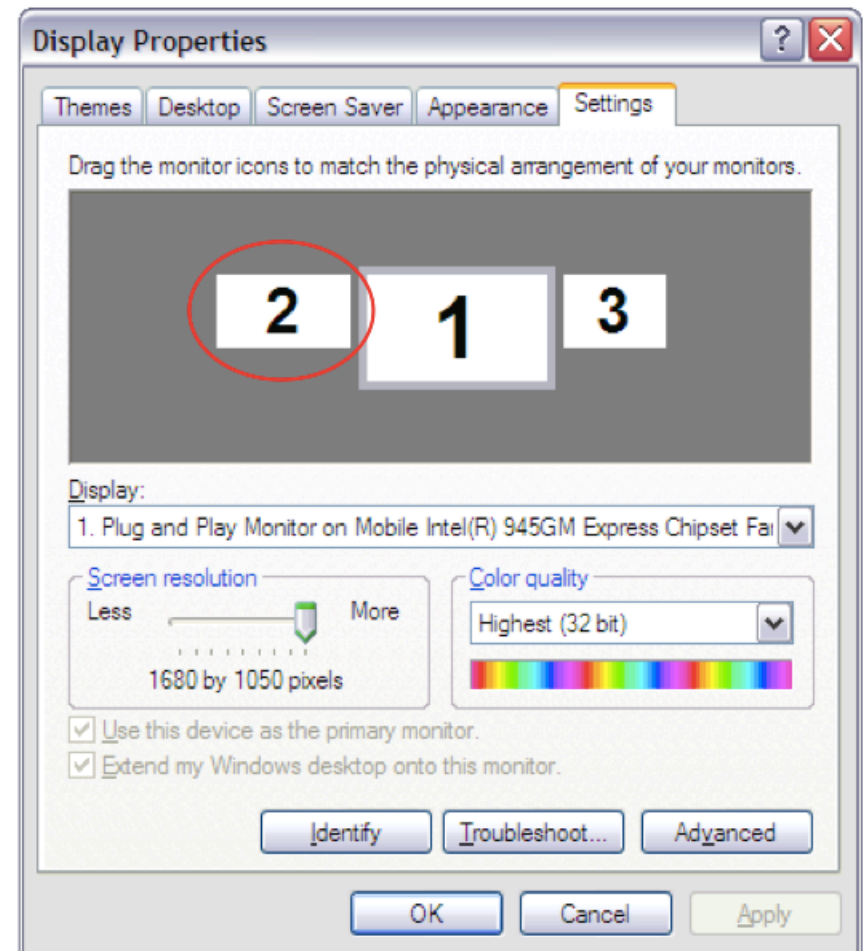 Display Properties
Themes Desktop Screen Saver Appearance Settings
Drag the monitor icons to match the physical arrangement of your monitors.
2 1 3
Display:
1. Plug and Play Monitor on Mobile Intel(R) 945GM Express Chipset Fa
Screen resolution
Less More
1680 by 1050 pixels
Color quality
Highest (32 bit)
Use this device as the primary monitor.
Extend my Windows desktop onto this monitor.
Identify Troubleshoot... Advanced
OK Cancel Apply